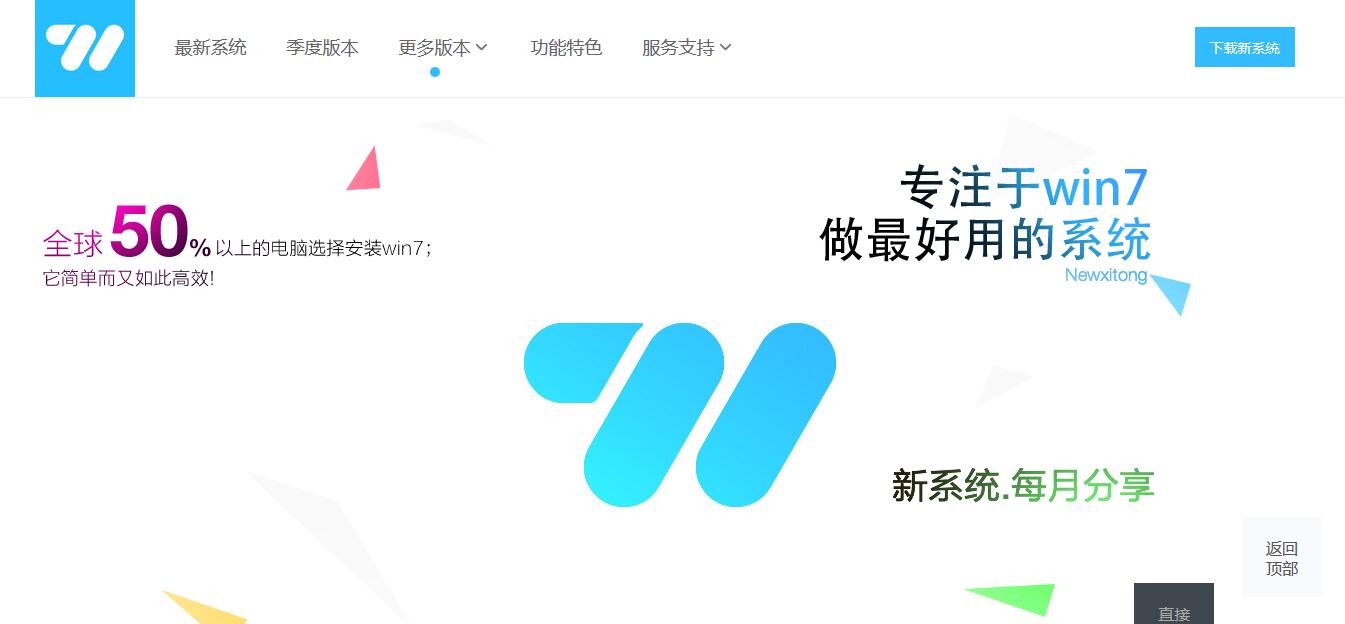 最新系统
季度版本
更多版本
功能特色
服务支持
下载新系统
全球50%以上的电脑选择安装win7；
它简单而又如此高效!
专注于win7
做最好用的系统
Newxitong
新系统.每月分享
返回
顶部
直接